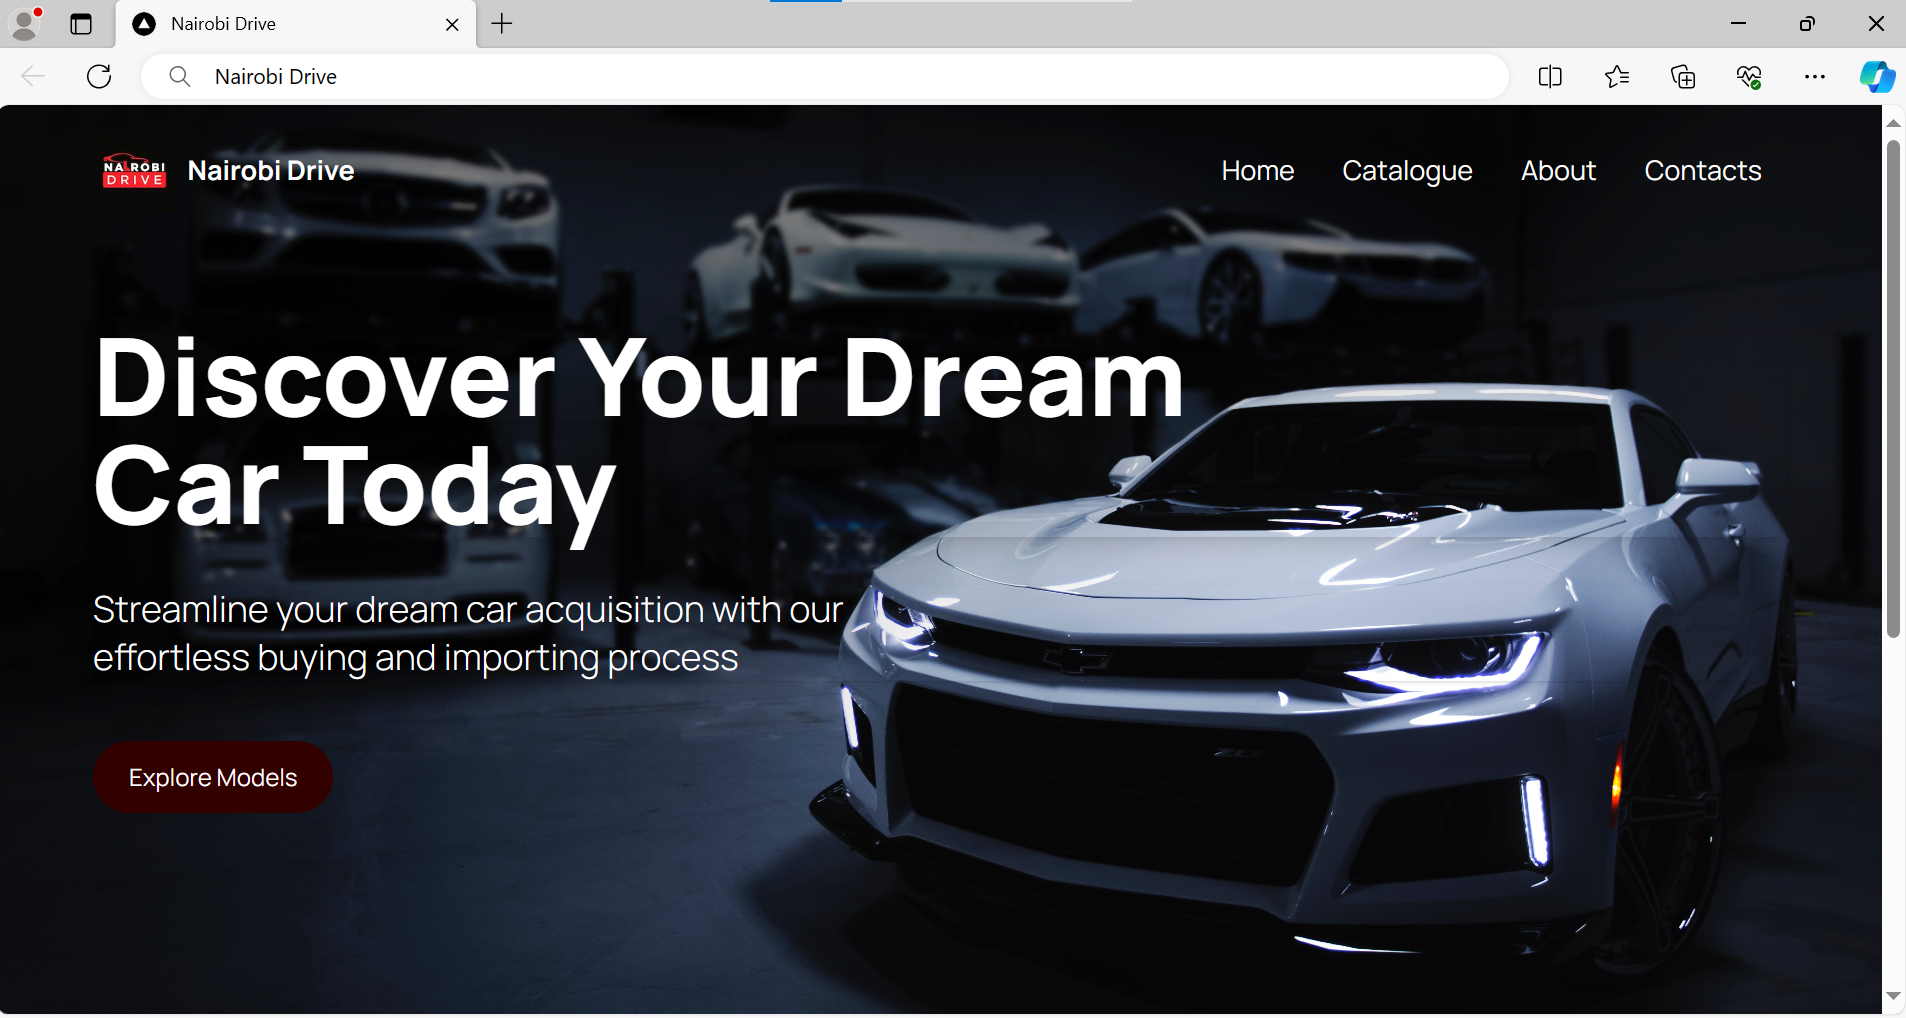 Nairobi Drive
Nairobi Drive
NAIROBI
DRIVE
Nairobi Drive
Home
Catalogue
About
Contacts
Discover Your Dream
Car Today
Streamline your dream car acquisition with our
effortless buying and importing process
Explore Models